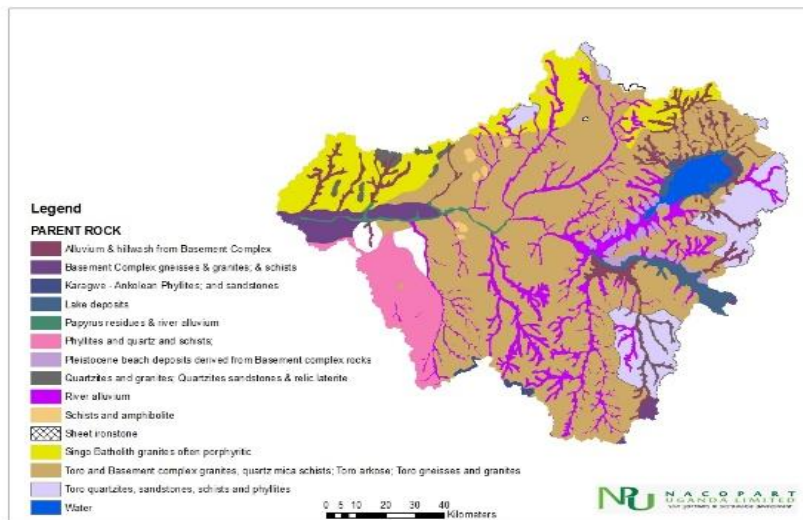 Legend
PARENT ROCK
Alluvium & hillwash from Basement Complex
Basement Complex gneisses & granites; & schists
Karagwe - Ankolean Phyllites; and sandstones
Lake deposits
Papyrus residues & river alluvium
Phyllites and quartz and schists;
Pleistocene beach deposits derived from Basement complex rocks
Quartzites and granites; Quartzites sandstones & relic laterite
River alluvium
Schists and amphibolite
Sheet ironstone
Singo Batholith granites often porphyritic
Toro and Basement complex granites, quartz mica schists; Toro arkose; Toro gneisses and granites
Toro quartzites, sandstones, schists and phyllites
Water
0 5 10 20 30 40
Kilometers
NU NACOPART
UGANDA LIMITED